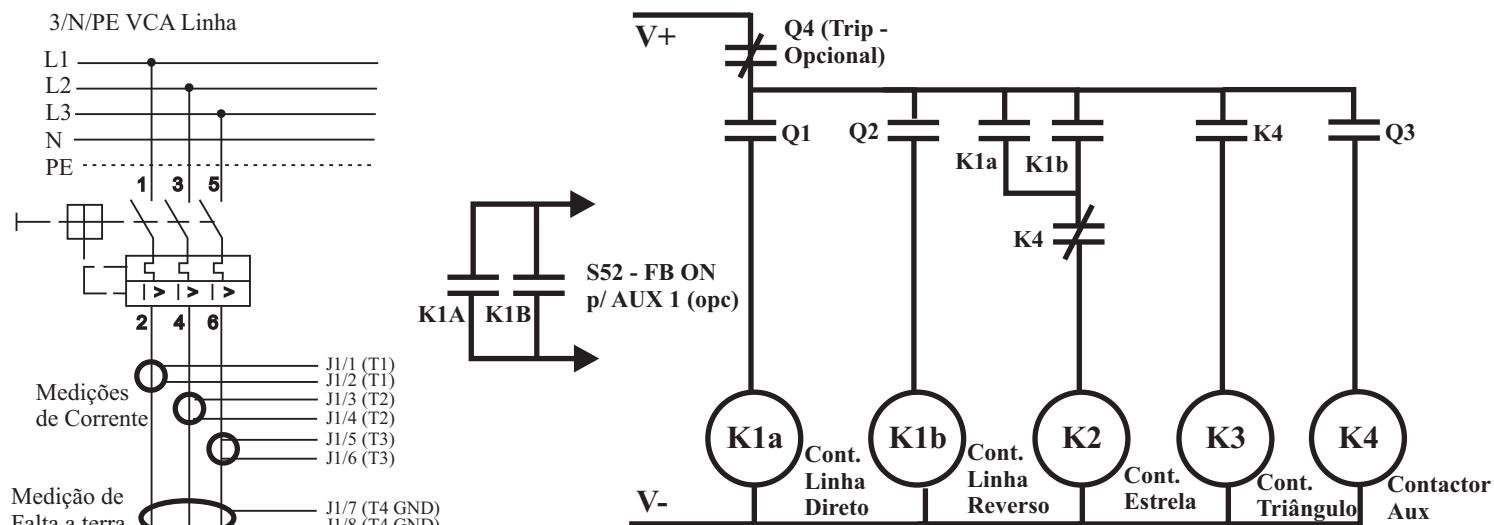 3/N/PE VCA Linha
L1
L2
L3
N
PE
1 3 5
2 4 6
Medições
de Corrente
J1/1 (T1)
J1/2 (T1)
J1/3 (T2)
J1/4 (T2)
J1/5 (T3)
J1/6 (T3)
Medição de
Falta a terra
J1/7 (T4 GND)
J1/8 (T4 GND)
K1A K1B
S52 - FB ON
p/ AUX 1 (opc)
V+
Q4 (Trip -
Opcional)
Q1
Q2
K1a
K1b
K4
K4
Q3
K1a
Cont.
Linha
Direto
K1b
Cont.
Linha
Reverso
K2
Cont.
Estrela
K3
Cont.
Triângulo
K4
Contactor
Aux
V-